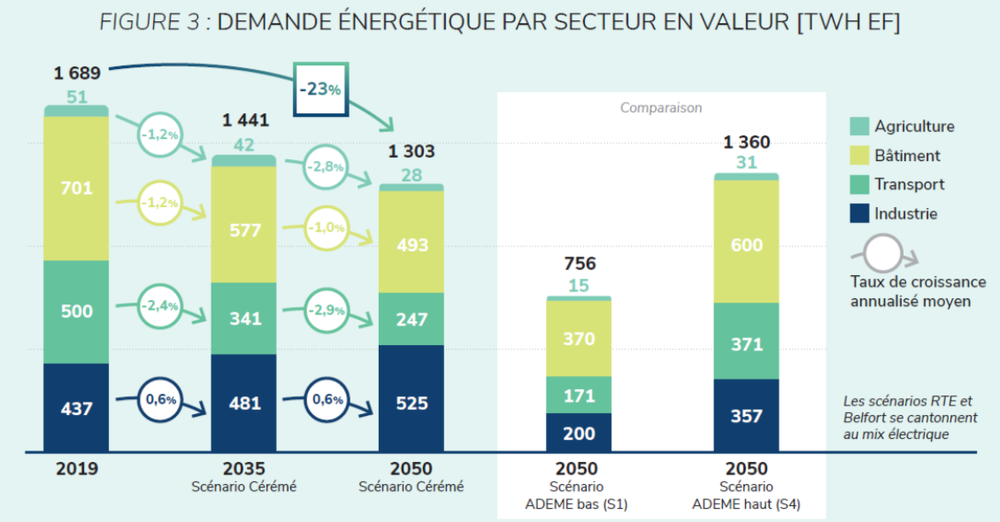 FIGURE 3 : DEMANDE ÉNERGÉTIQUE PAR SECTEUR EN VALEUR [TWH EF]
1 689
51
701
500
437
-1,2%
-1,2%
-2,4%
0,6%
-23%
1 441
42
577
341
481
-2,8%
-1,0%
-2,9%
0,6%
1 303
28
493
247
525
Comparaison
756
15
370
171
200
1 360
31
600
371
357
Agriculture
Bâtiment
Transport
Industrie
Taux de croissance
annualisé moyen
Les scénarios RTE et
Belfort se cantonnent
au mix électrique
2019
2035
Scénario Cérémé
2050
Scénario Cérémé
2050
Scénario
ADEME bas (S1)
2050
Scénario
ADEME haut (S4)